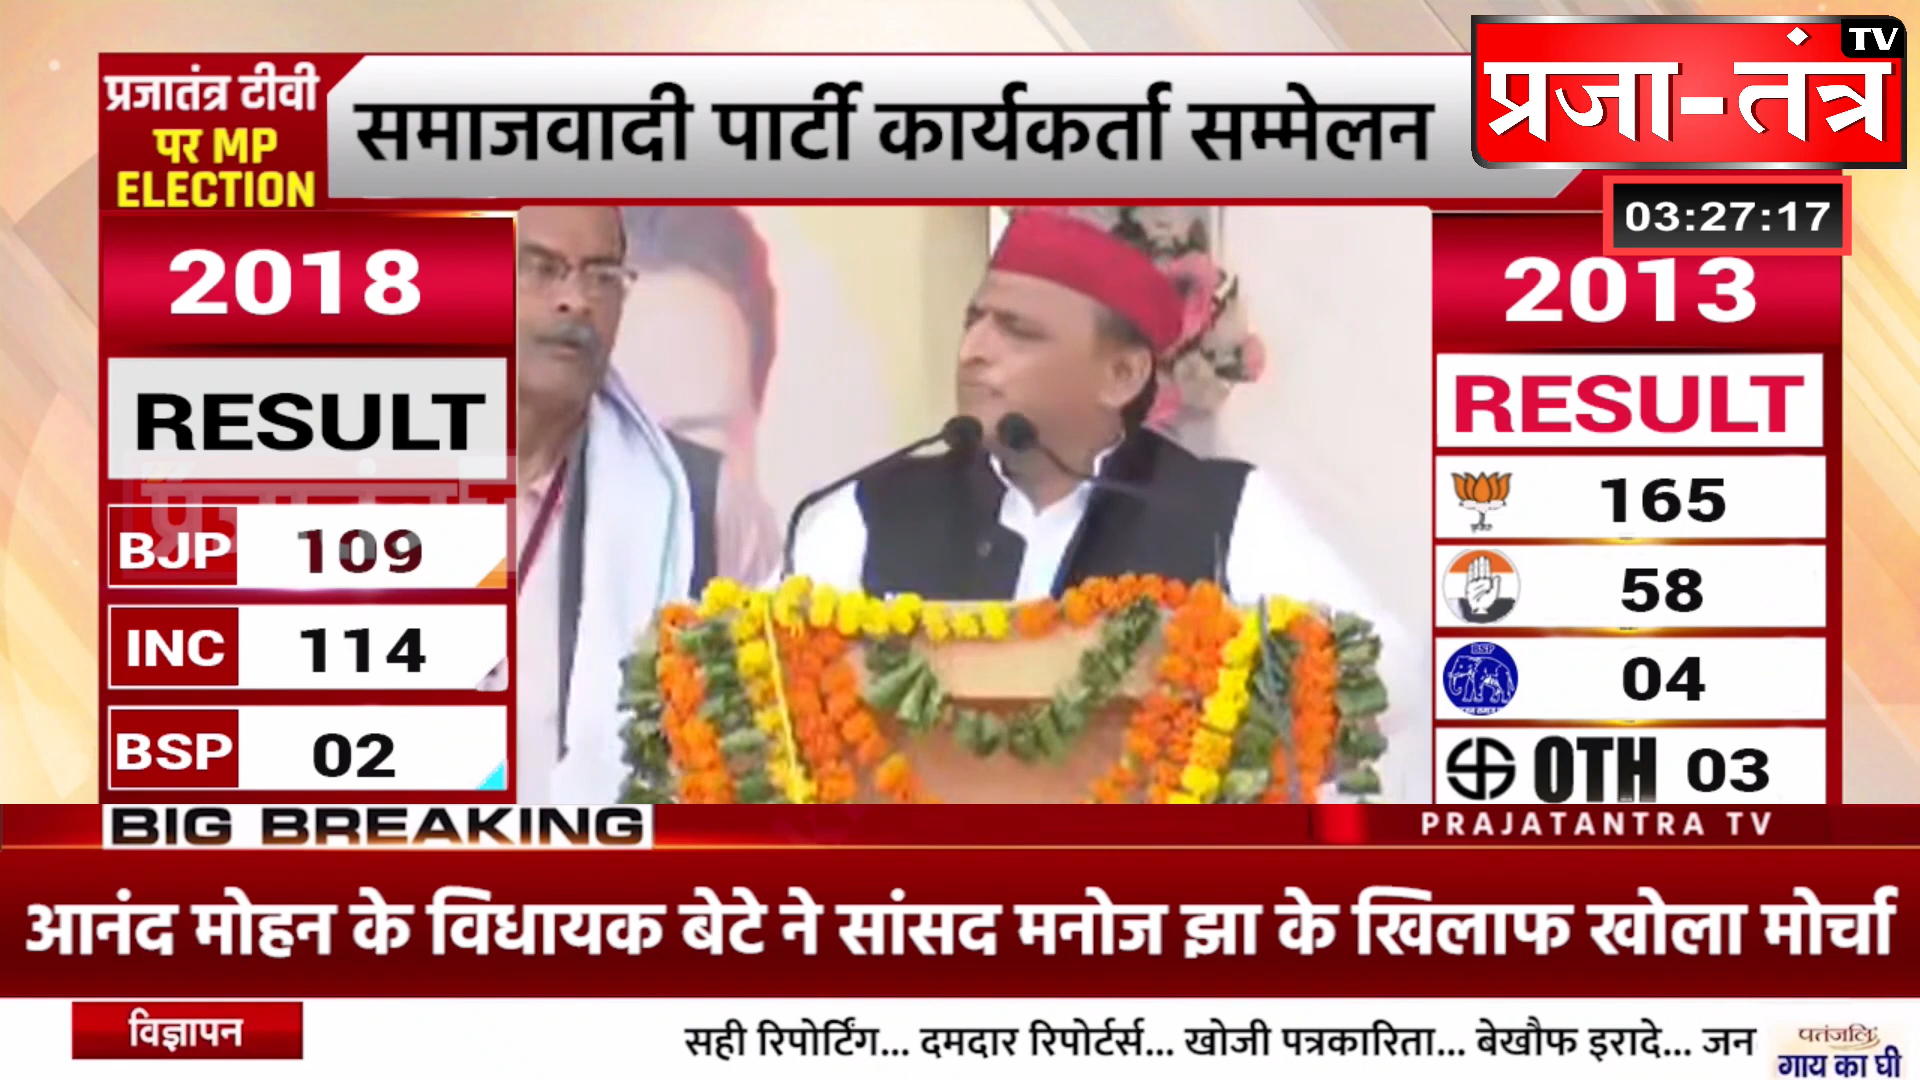 प्रजातंत्र टीवी
पर MP
ELECTION
समाजवादी पार्टी कार्यकर्ता सम्मेलन
TV
प्रजा-तंत्र
03:27:17
2018
RESULT
BJP 109
INC 114
BSP 02
2013
RESULT
165
58
BSP
04
OTH 03
BIG BREAKING
PRAJATANTRA TV
आनंद मोहन के विधायक बेटे ने सांसद मनोज झा के खिलाफ खोला मोर्चा
विज्ञापन
सही रिपोर्टिंग... दमदार रिपोर्टर्स... खोजी पत्रकारिता... बेखौफ इरादे... जन
पतंजलि
गाय का घी